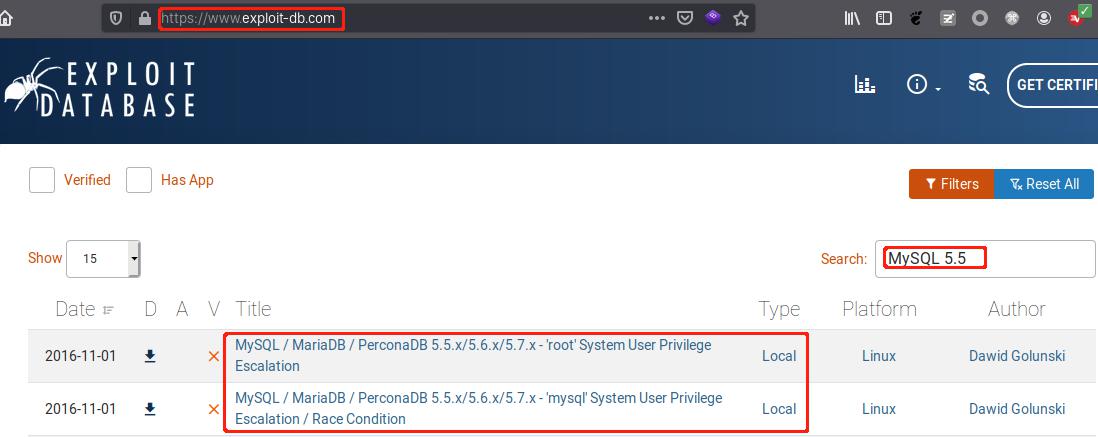 https://www.exploit-db.com
EXPLOIT
DATABASE
GET CERTIFI
Verified
Has App
Filters
Reset All
Show 15
Search: MySQL 5.5
Date D A V Title Type Platform Author
2016-11-01 MySQL / MariaDB / PerconaDB 5.5.x/5.6.x/5.7.x - 'root' System User Privilege Local Linux Dawid Golunski
Escalation
2016-11-01 MySQL / MariaDB / PerconaDB 5.5.x/5.6.x/5.7.x - 'mysql' System User Privilege Local Linux Dawid Golunski
Escalation / Race Condition